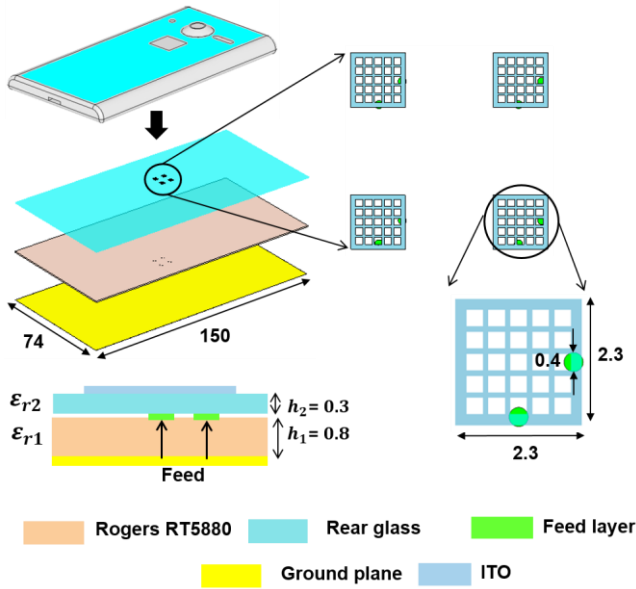 74
150
0.4
2.3
2.3
εr2
εr1
h2 = 0.3
h1 = 0.8
Feed
Rogers RT5880
Rear glass
Feed layer
Ground plane
ITO